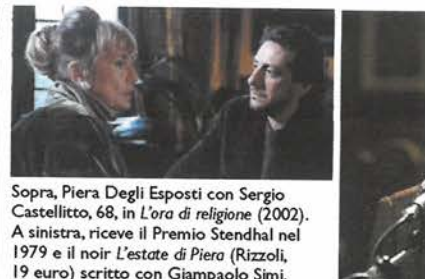 Sopra, Piera Degli Esposti con Sergio
Castellitto, 68, in L'ora di religione (2002).
A sinistra, riceve il Premio Stendhal nel
1979 e il noir L'estate di Piera (Rizzoli,
19 euro) scritto con Giampaolo Simi.